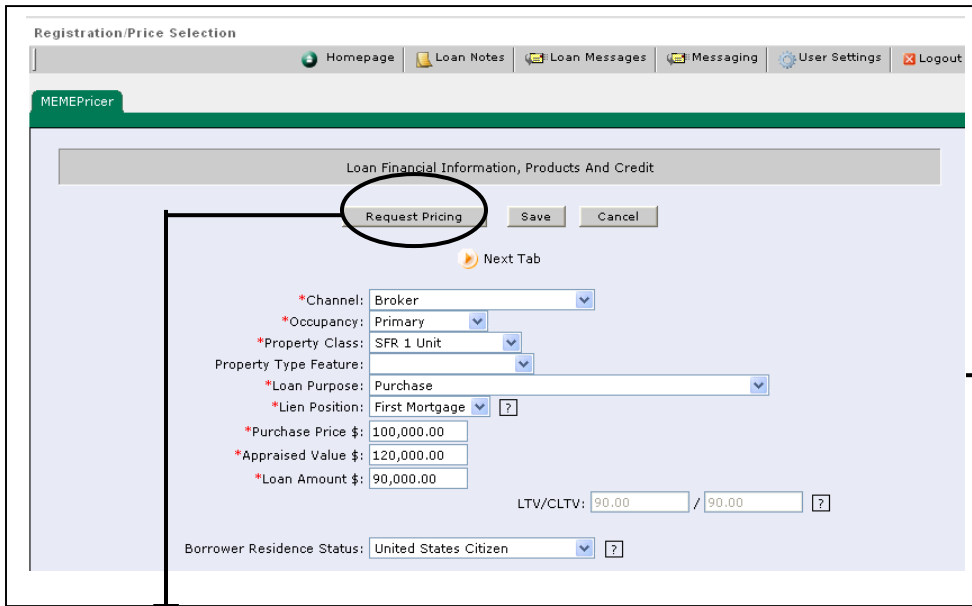 Registration/Price Selection
Homepage Loan Notes Loan Messages Messaging User Settings Logout
MEMEPricer
Loan Financial Information, Products And Credit
Request Pricing Save Cancel
Next Tab
*Channel: Broker
*Occupancy: Primary
*Property Class: SFR 1 Unit
Property Type Feature:
*Loan Purpose: Purchase
*Lien Position: First Mortgage ?
*Purchase Price $: 100,000.00
*Appraised Value $: 120,000.00
*Loan Amount $: 90,000.00
LTV/CLTV: 90.00 / 90.00 ?
Borrower Residence Status: United States Citizen ?